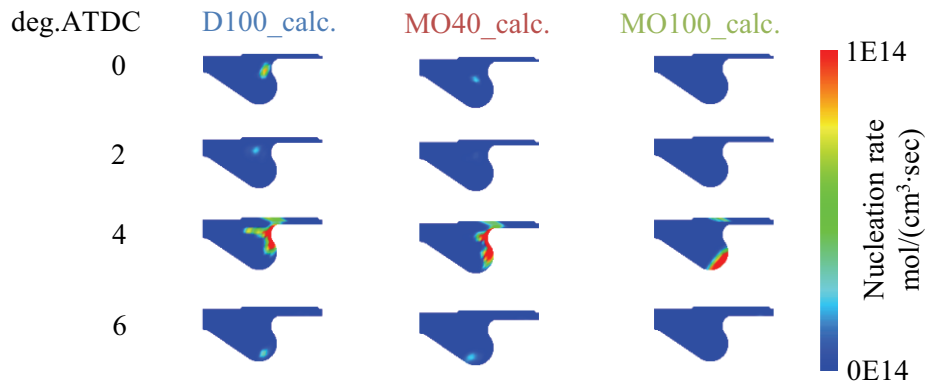 deg.ATDC D100_calc. MO40_calc. MO100_calc.
0
2
4
6
1E14
Nucleation rate
mol/(cm³·sec)
0E14